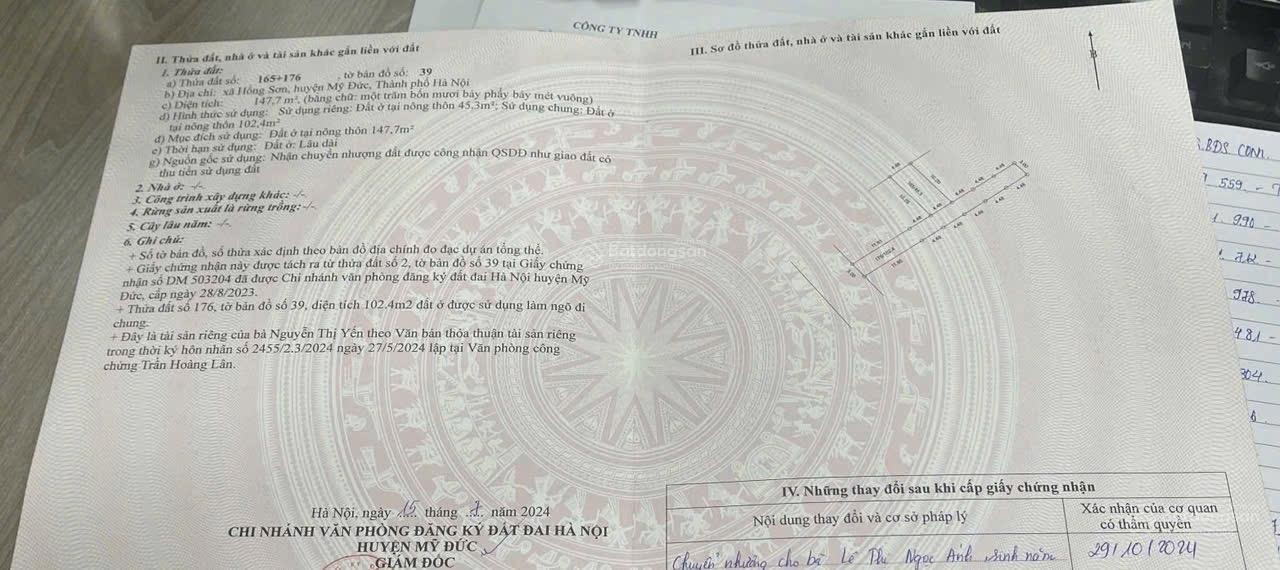 CÔNG TY TNHH
II. Thửa đất, nhà ở và tài sản khác gắn liền với đất
1. Thửa đất:
a) Thửa đất số: 165+176 , tờ bản đồ số: 39
b) Địa chỉ: xã Hồng Sơn, huyện Mỹ Đức, Thành phố Hà Nội
c) Diện tích: 147,7 m², (bằng chữ: một trăm bốn mươi bảy phẩy bảy mét vuông)
d) Hình thức sử dụng: Sử dụng riêng: Đất ở tại nông thôn 45,3m²; Sử dụng chung: Đất ở
tại nông thôn 102,4m²
đ) Mục đích sử dụng: Đất ở tại nông thôn 147,7m²
e) Thời hạn sử dụng: Đất ở: Lâu dài
g) Nguồn gốc sử dụng: Nhận chuyển nhượng đất được công nhận QSDĐ như giao đất có
thu tiền sử dụng đất
2. Nhà ở: -/-
3. Công trình xây dựng khác: -/-
4. Rừng sản xuất là rừng trồng: -/-
5. Cây lâu năm: -/-
6. Ghi chú:
+ Số tờ bản đồ, số thửa xác định theo bản đồ địa chính đo đạc dự án tổng thể.
+ Giấy chứng nhận này được tách ra từ thửa đất số 2, tờ bản đồ số 39 tại Giấy chứng
nhận số DM 503204 đã được Chi nhánh văn phòng đăng ký đất đai Hà Nội huyện Mỹ
Đức, cấp ngày 28/8/2023.
+ Thửa đất số 176, tờ bản đồ số 39, diện tích 102.4m2 đất ở được sử dụng làm ngõ đi
chung.
+ Đây là tài sản riêng của bà Nguyễn Thị Yến theo Văn bản thỏa thuận tài sản riêng
trong thời kỳ hôn nhân số 2455/2.3/2024 ngày 27/5/2024 lập tại Văn phòng công
chứng Trần Hoàng Lân.
Hà Nội, ngày 15 tháng 7 năm 2024
CHI NHÁNH VĂN PHÒNG ĐĂNG KÝ ĐẤT ĐAI HÀ NỘI
HUYỆN MỸ ĐỨC
GIÁM ĐỐC
III. Sơ đồ thửa đất, nhà ở và tài sản khác gắn liền với đất
B
Batdongsan
IV. Những thay đổi sau khi cấp giấy chứng nhận
Nội dung thay đổi và cơ sở pháp lý
Xác nhận của cơ quan
có thẩm quyền
Chuyển nhượng cho bà Lê Thị Ngọc Anh, sinh năm
29/10/2024
BĐS
559 -
990 -
978
481 -
304